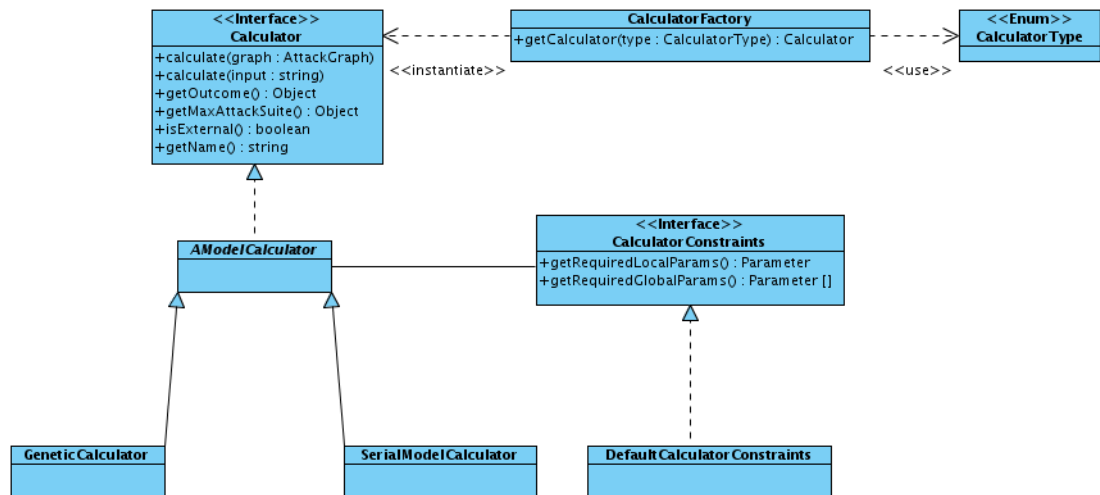 <<Interface>>
Calculator
+calculate(graph : AttackGraph)
+calculate(input : string)
+getOutcome() : Object
+getMaxAttackSuite() : Object
+isExternal() : boolean
+getName() : string
CalculatorFactory
+getCalculator(type : CalculatorType) : Calculator
<<Enum>>
CalculatorType
<<instantiate>>
<<use>>
AModelCalculator
<<Interface>>
CalculatorConstraints
+getRequiredLocalParams() : Parameter
+getRequiredGlobalParams() : Parameter []
GeneticCalculator
SerialModelCalculator
DefaultCalculatorConstraints